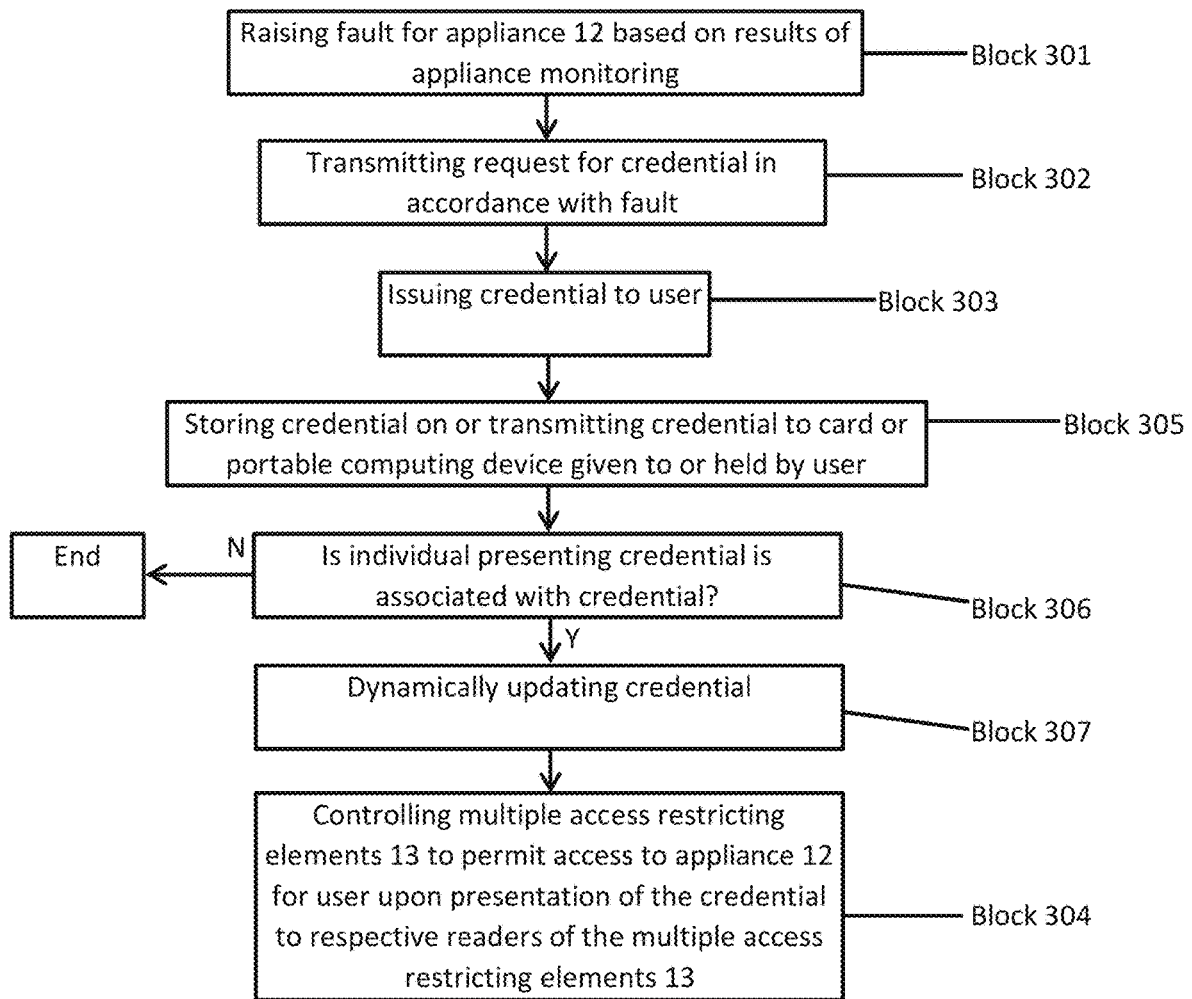 Raising fault for appliance 12 based on results of
appliance monitoring
Block 301
Transmitting request for credential in
accordance with fault
Block 302
Issuing credential to user
Block 303
Storing credential on or transmitting credential to card or
portable computing device given to or held by user
Block 305
End
N
Is individual presenting credential is
associated with credential?
Block 306
Y
Dynamically updating credential
Block 307
Controlling multiple access restricting
elements 13 to permit access to appliance 12
for user upon presentation of the credential
to respective readers of the multiple access
restricting elements 13
Block 304